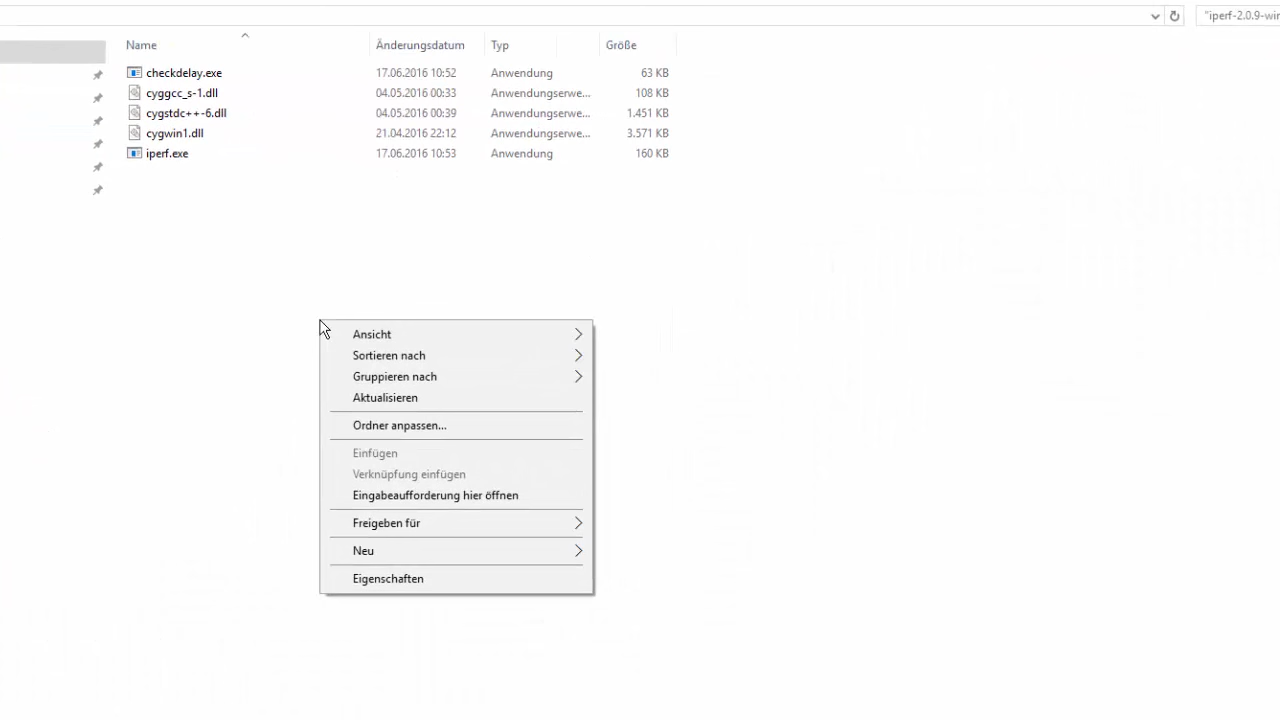 "iperf-2.0.9-win
Name Änderungsdatum Typ Größe
checkdelay.exe 17.06.2016 10:52 Anwendung 63 KB
cyggcc_s-1.dll 04.05.2016 00:33 Anwendungserwe... 108 KB
cygstdc++-6.dll 04.05.2016 00:39 Anwendungserwe... 1.451 KB
cygwin1.dll 21.04.2016 22:12 Anwendungserwe... 3.571 KB
iperf.exe 17.06.2016 10:53 Anwendung 160 KB
Ansicht
Sortieren nach
Gruppieren nach
Aktualisieren
Ordner anpassen...
Einfügen
Verknüpfung einfügen
Eingabeaufforderung hier öffnen
Freigeben für
Neu
Eigenschaften